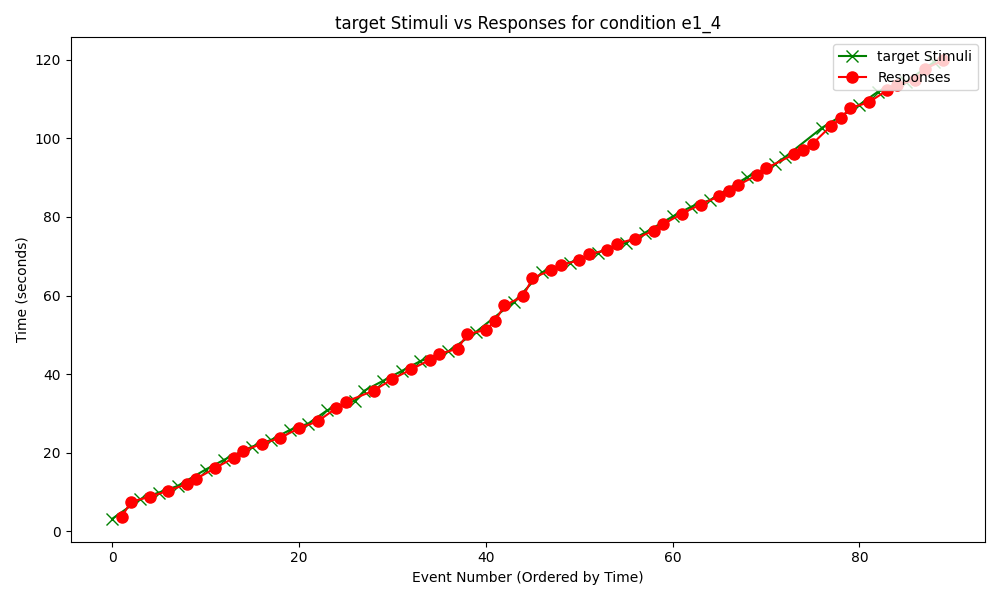 target Stimuli vs Responses for condition e1_4
target Stimuli
Responses
Time (seconds)
120
100
80
60
40
20
0
0 20 40 60 80
Event Number (Ordered by Time)